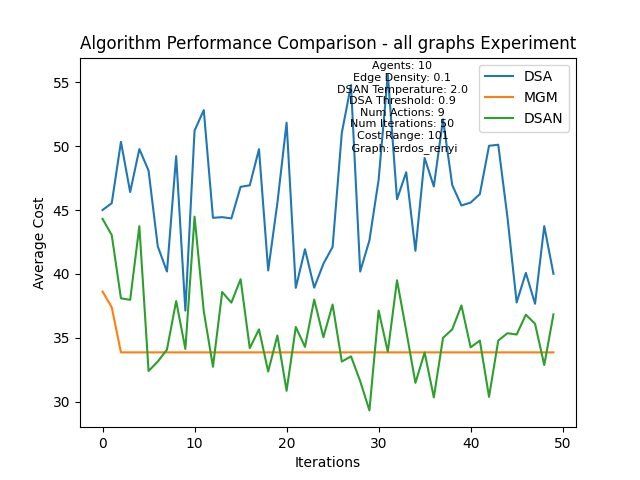 Algorithm Performance Comparison - all graphs Experiment
Agents: 10
Edge Density: 0.1
DSAN Temperature: 2.0
DSA Threshold: 0.9
Num Actions: 9
Num Iterations: 50
Cost Range: 101
Graph: erdos_renyi
DSA
MGM
DSAN
Average Cost
55
50
45
40
35
30
0
10
20
30
40
50
Iterations